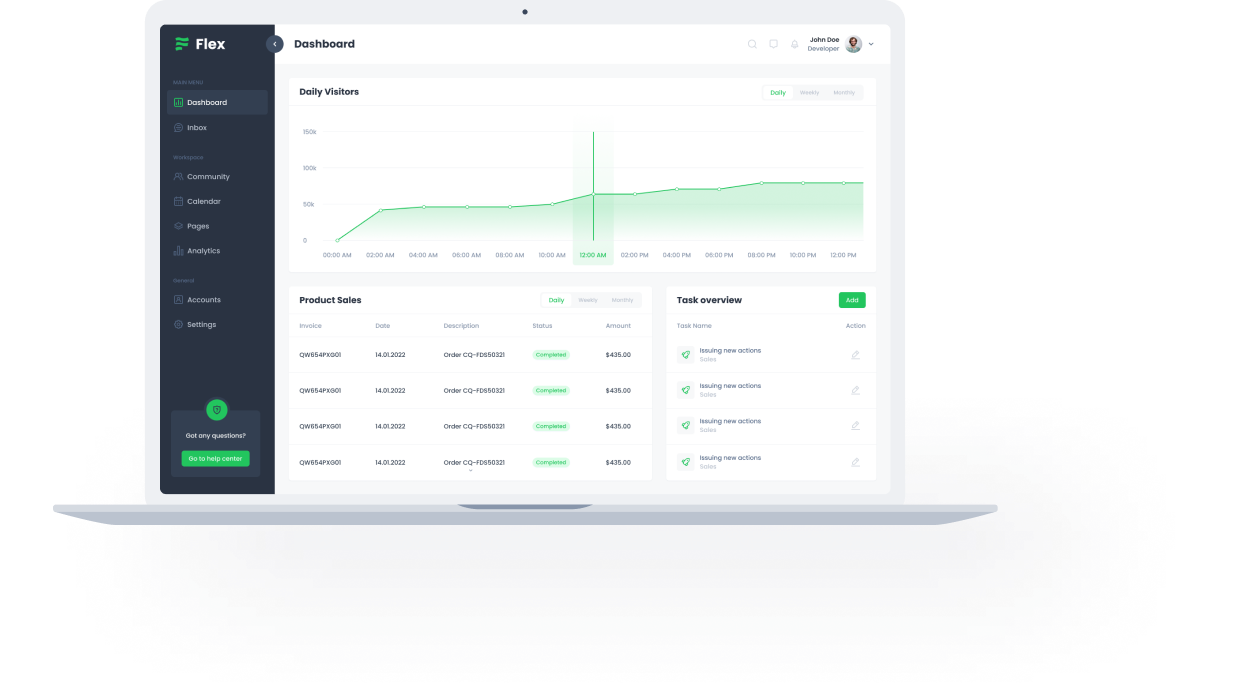 Flex
Dashboard
John Doe
Developer
MAIN MENU
Dashboard
Inbox
Workspace
Community
Calendar
Pages
Analytics
General
Accounts
Settings
Got any questions?
Go to help center
Daily Visitors
Daily Weekly Monthly
150k
100k
50k
0
00:00 AM 02:00 AM 04:00 AM 06:00 AM 08:00 AM 10:00 AM 12:00 AM 02:00 PM 04:00 PM 06:00 PM 08:00 PM 10:00 PM 12:00 PM
Product Sales
Daily Weekly Monthly
Invoice Date Description Status Amount
QW654PXG01 14.01.2022 Order CQ-FDS50321 Completed $435.00
QW654PXG01 14.01.2022 Order CQ-FDS50321 Completed $435.00
QW654PXG01 14.01.2022 Order CQ-FDS50321 Completed $435.00
QW654PXG01 14.01.2022 Order CQ-FDS50321 Completed $435.00
Task overview
Add
Task Name Action
Issuing new actions
Sales
Issuing new actions
Sales
Issuing new actions
Sales
Issuing new actions
Sales